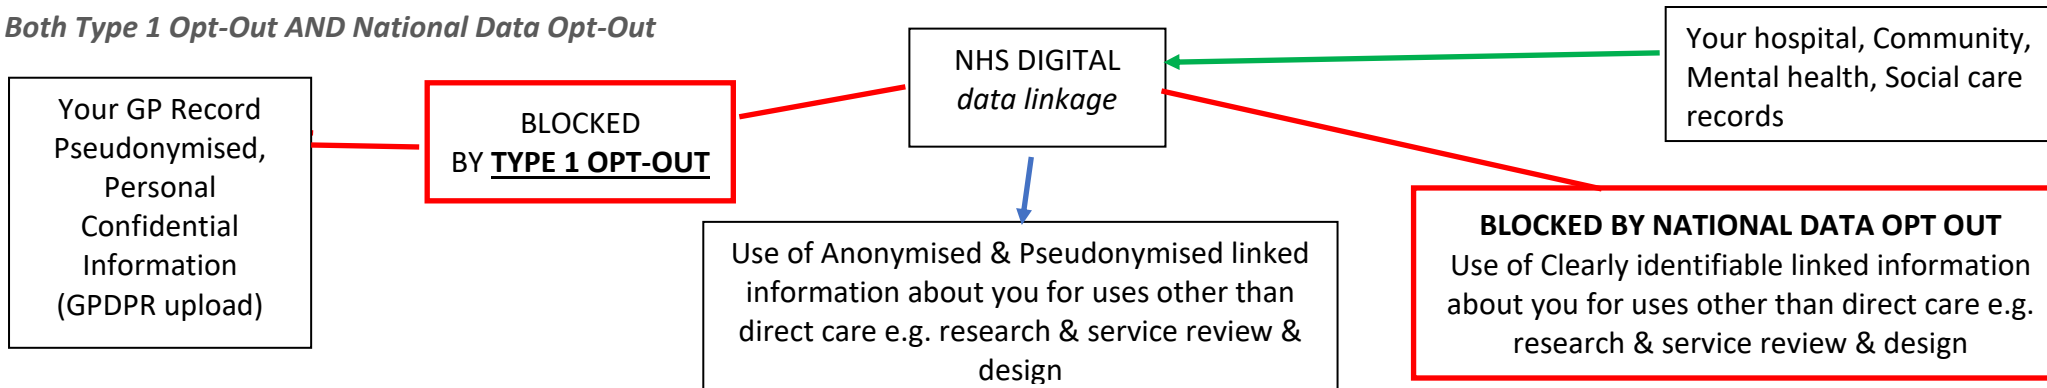 Both Type 1 Opt-Out AND National Data Opt-Out
Your GP Record
Pseudonymised,
Personal
Confidential
Information
(GPDPR upload)
BLOCKED
BY TYPE 1 OPT-OUT
NHS DIGITAL
data linkage
Your hospital, Community,
Mental health, Social care
records
Use of Anonymised & Pseudonymised linked
information about you for uses other than
direct care e.g. research & service review &
design
BLOCKED BY NATIONAL DATA OPT OUT
Use of Clearly identifiable linked information
about you for uses other than direct care e.g.
research & service review & design